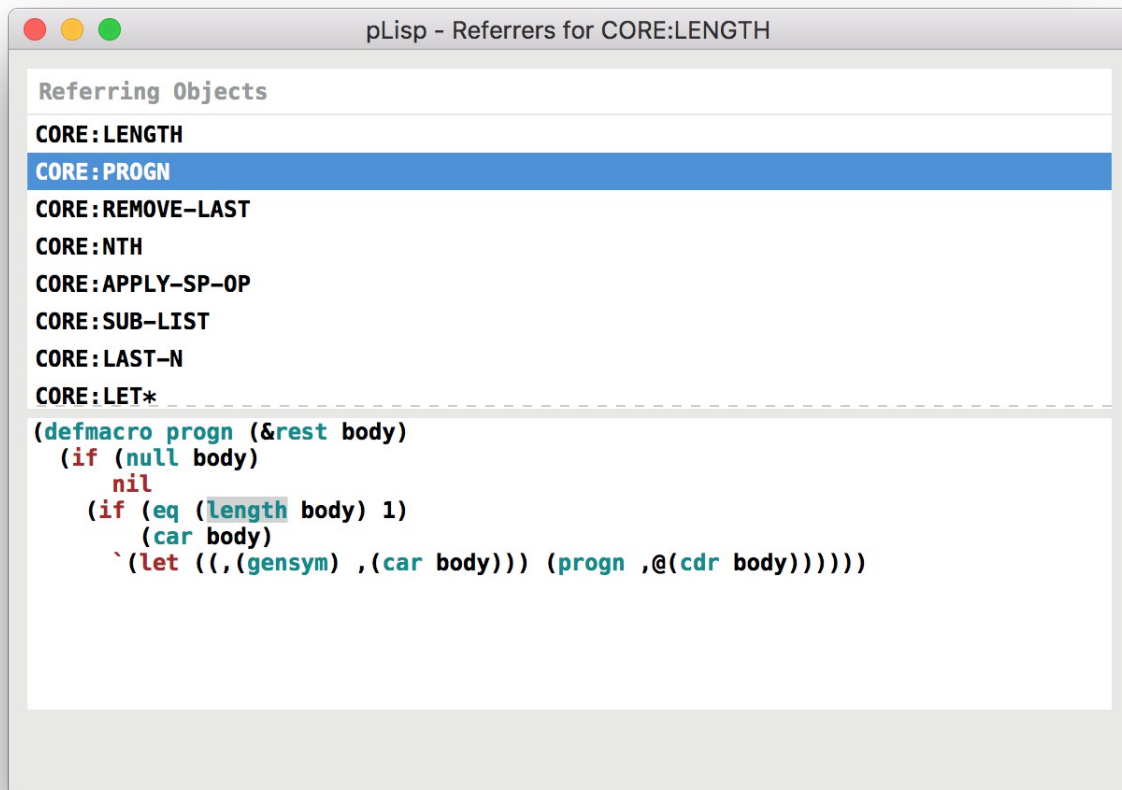 pLisp - Referrers for CORE:LENGTH
Referring Objects
CORE:LENGTH
CORE:PROGN
CORE:REMOVE-LAST
CORE:NTH
CORE:APPLY-SP-OP
CORE:SUB-LIST
CORE:LAST-N
CORE:LET*
(defmacro progn (&rest body)
  (if (null body)
      nil
    (if (eq (length body) 1)
        (car body)
      `(let ((,(gensym) ,(car body))) (progn ,@(cdr body))))))